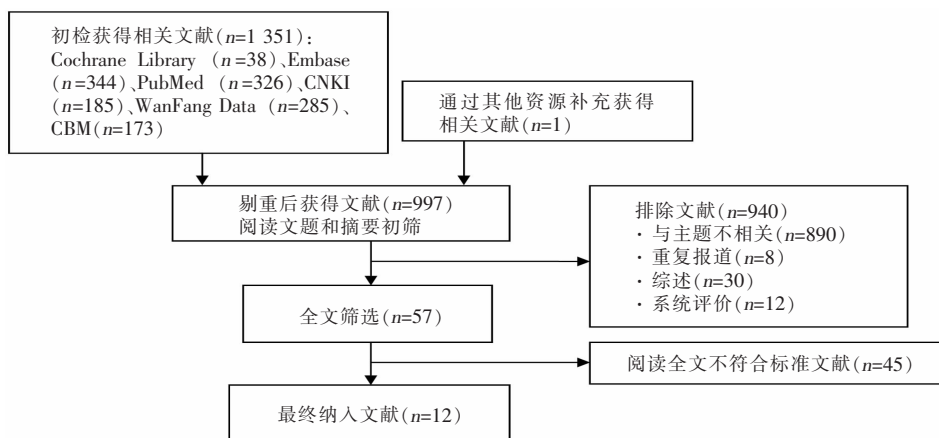 初检获得相关文献(n=1 351):
Cochrane Library (n=38)、Embase
(n=344)、PubMed (n=326)、CNKI
(n=185)、WanFang Data (n=285)、
CBM(n=173)
通过其他资源补充获得
相关文献(n=1)
剔重后获得文献(n=997)
阅读文题和摘要初筛
排除文献(n=940)
· 与主题不相关(n=890)
· 重复报道(n=8)
· 综述(n=30)
· 系统评价(n=12)
全文筛选(n=57)
阅读全文不符合标准文献(n=45)
最终纳入文献(n=12)